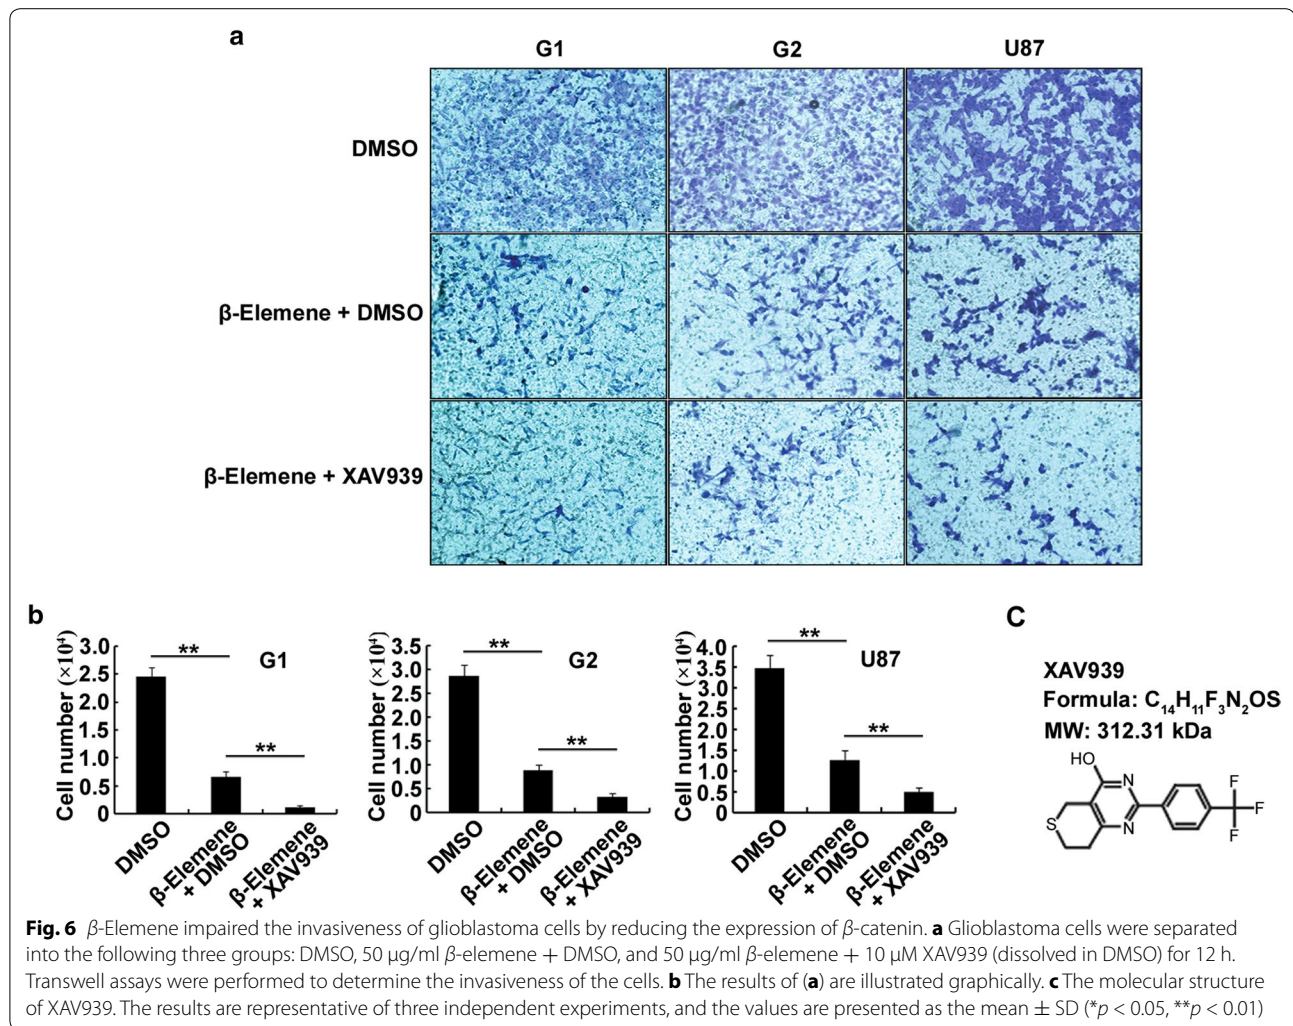 a
G1 G2 U87
DMSO
β-Elemene + DMSO
β-Elemene + XAV939
b
Cell number (×10⁴)
3.0
2.5
2.0
1.5
1.0
0.5
0
**
**
G1
DMSO
β-Elemene
+ DMSO
β-Elemene
+ XAV939
Cell number (×10⁴)
3.5
3.0
2.5
2.0
1.5
1.0
0.5
0
**
**
G2
DMSO
β-Elemene
+ DMSO
β-Elemene
+ XAV939
Cell number (×10⁴)
4.0
3.5
3.0
2.5
2.0
1.5
1.0
0.5
0
**
**
U87
DMSO
β-Elemene
+ DMSO
β-Elemene
+ XAV939
C
XAV939
Formula: C₁₄H₁₁F₃N₂OS
MW: 312.31 kDa
HO
N
N
S
F
F
F
Fig. 6 β-Elemene impaired the invasiveness of glioblastoma cells by reducing the expression of β-catenin. a Glioblastoma cells were separated
into the following three groups: DMSO, 50 µg/ml β-elemene + DMSO, and 50 µg/ml β-elemene + 10 µM XAV939 (dissolved in DMSO) for 12 h.
Transwell assays were performed to determine the invasiveness of the cells. b The results of (a) are illustrated graphically. c The molecular structure
of XAV939. The results are representative of three independent experiments, and the values are presented as the mean ± SD (*p < 0.05, **p < 0.01)